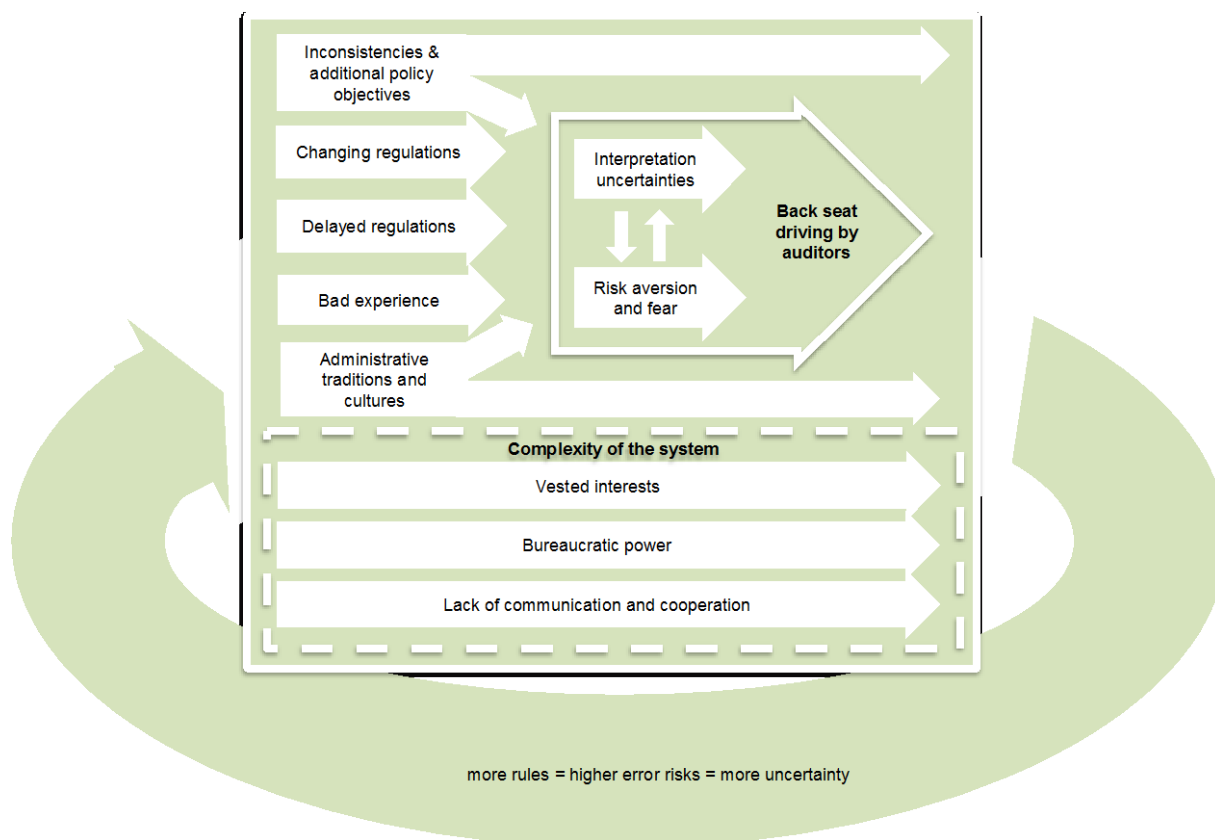 Inconsistencies &
additional policy
objectives
Changing regulations
Delayed regulations
Bad experience
Administrative
traditions and
cultures
Interpretation
uncertainties
Risk aversion
and fear
Back seat
driving by
auditors
Complexity of the system
Vested interests
Bureaucratic power
Lack of communication and cooperation
more rules = higher error risks = more uncertainty